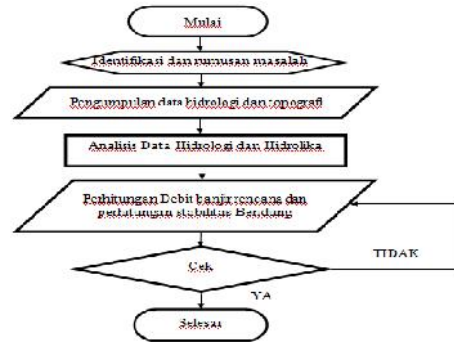 Mulai
Identifikasi dan rumusan masalah
Pengumpulan data hidrologi dan topografi
Analisis Data Hidrologi dan Hidrolika
Perhitungan Debit banjir rencana dan
perhitungan stabilitas Bendung
Cek
TIDAK
YA
Selesai